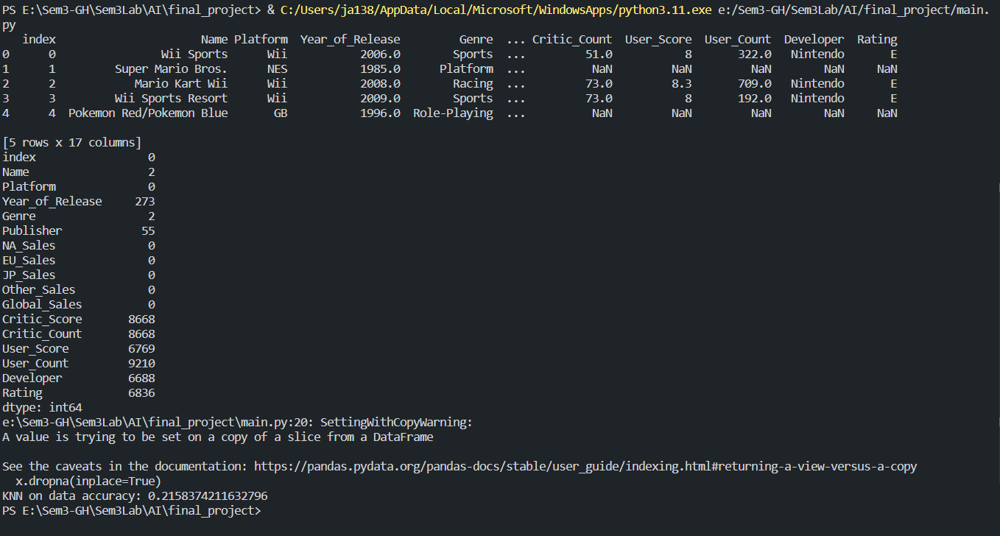 PS E:\Sem3-GH\Sem3Lab\AI\final_project> & C:/Users/ja138/AppData/Local/Microsoft/WindowsApps/python3.11.exe e:/Sem3-GH/Sem3Lab/AI/final_project/main.
py
   index                      Name Platform  Year_of_Release         Genre  ... Critic_Count  User_Score  User_Count  Developer  Rating
0      0                Wii Sports      Wii           2006.0        Sports  ...         51.0           8       322.0   Nintendo       E
1      1         Super Mario Bros.      NES           1985.0      Platform  ...          NaN         NaN         NaN        NaN     NaN
2      2            Mario Kart Wii      Wii           2008.0        Racing  ...         73.0         8.3       709.0   Nintendo       E
3      3         Wii Sports Resort      Wii           2009.0        Sports  ...         73.0           8       192.0   Nintendo       E
4      4  Pokemon Red/Pokemon Blue       GB           1996.0  Role-Playing  ...          NaN         NaN         NaN        NaN     NaN

[5 rows x 17 columns]
index                 0
Name                  2
Platform              0
Year_of_Release     273
Genre                 2
Publisher            55
NA_Sales              0
EU_Sales              0
JP_Sales              0
Other_Sales           0
Global_Sales          0
Critic_Score       8668
Critic_Count       8668
User_Score         6769
User_Count         9210
Developer          6688
Rating             6836
dtype: int64
e:\Sem3-GH\Sem3Lab\AI\final_project\main.py:20: SettingWithCopyWarning:
A value is trying to be set on a copy of a slice from a DataFrame

See the caveats in the documentation: https://pandas.pydata.org/pandas-docs/stable/user_guide/indexing.html#returning-a-view-versus-a-copy
  x.dropna(inplace=True)
KNN on data accuracy: 0.2158374211632796
PS E:\Sem3-GH\Sem3Lab\AI\final_project>